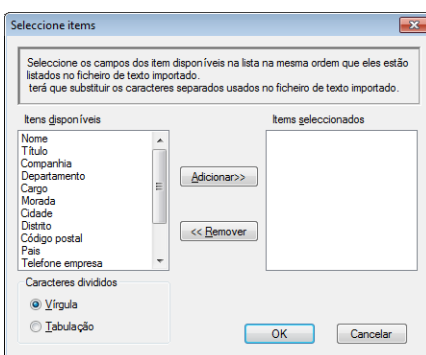 Seleccione items
Seleccione os campos dos item disponíveis na lista na mesma ordem que eles estão
listados no ficheiro de texto importado.
terá que substituir os caracteres separados usados no ficheiro de texto importado.
Itens disponíveis
Items seleccionados
Nome
Título
Companhia
Departamento
Cargo
Morada
Cidade
Distrito
Código postal
Pais
Telefone empresa
Adicionar>>
<< Remover
Caracteres divididos
Vírgula
Tabulação
OK
Cancelar